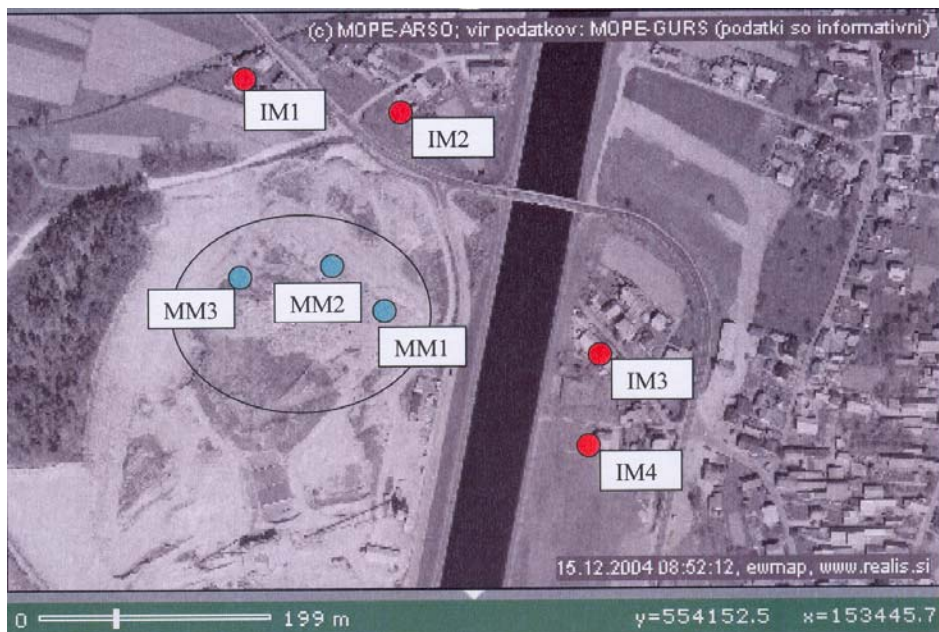 (c) MOPE-ARSO; vir podatkov: MOPE-GURS (podatki so informativni)
IM1
IM2
MM3
MM2
MM1
IM3
IM4
15.12.2004 08:52:12, ewmap, www.realis.si
0 199 m y=554152.5 x=153445.7